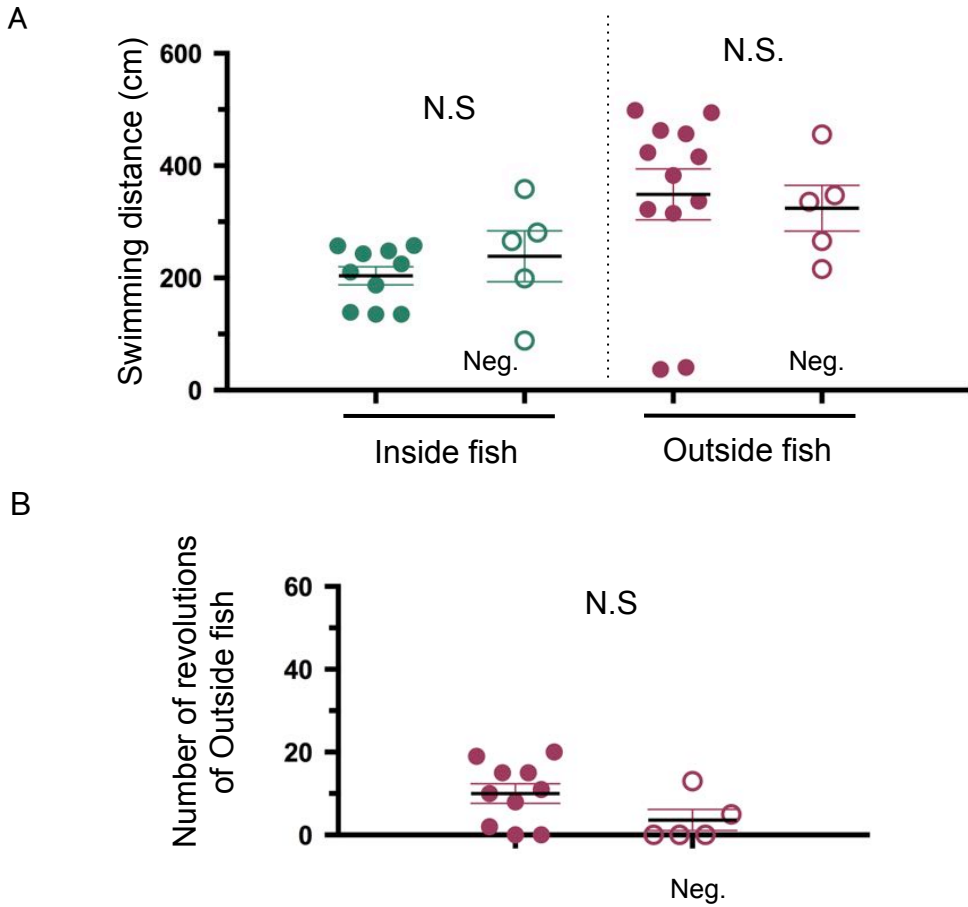 A
Swimming distance (cm)
600
400
200
0
N.S
N.S.
Neg.
Neg.
Inside fish
Outside fish
B
Number of revolutions
of Outside fish
60
40
20
0
N.S
Neg.